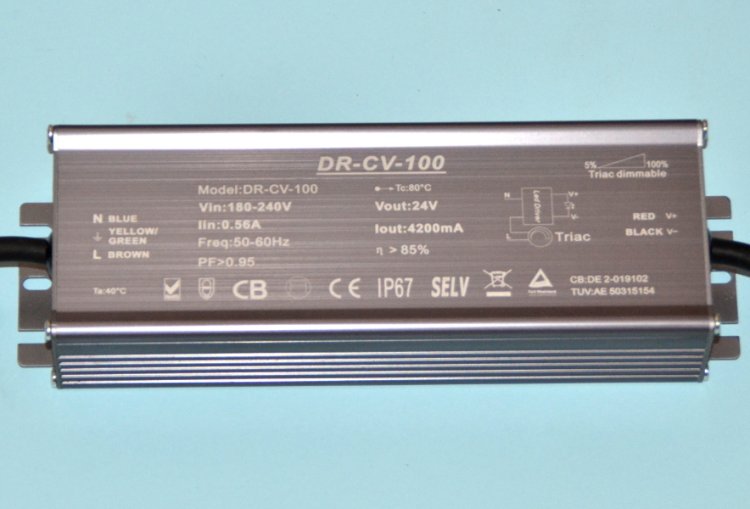 DR-CV-100
5% 100%
Triac dimmable
Model:DR-CV-100
Tc:80°C
Vin:180-240V
Vout:24V
Iin:0.56A
Iout:4200mA
Freq:50-60Hz
η > 85%
PF>0.95
N BLUE
YELLOW/
GREEN
L BROWN
N
Led Driver
V+
Triac
RED V+
BLACK V-
Ta:40°C
CB
CE
IP67
SELV
CB:DE 2-019102
TUV:AE 50315154